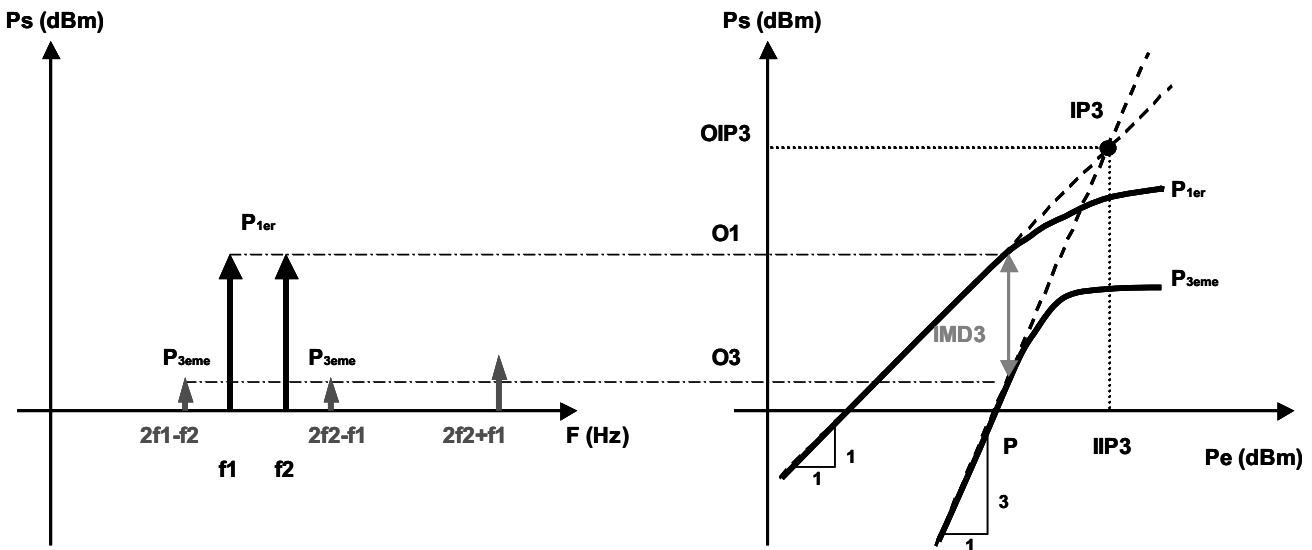 Ps (dBm)
P1er
P3eme
P3eme
2f1-f2
2f2-f1
2f2+f1
F (Hz)
f1
f2
Ps (dBm)
IP3
OIP3
P1er
O1
P3eme
IMD3
O3
P
IIP3
Pe (dBm)
1
1
3
1